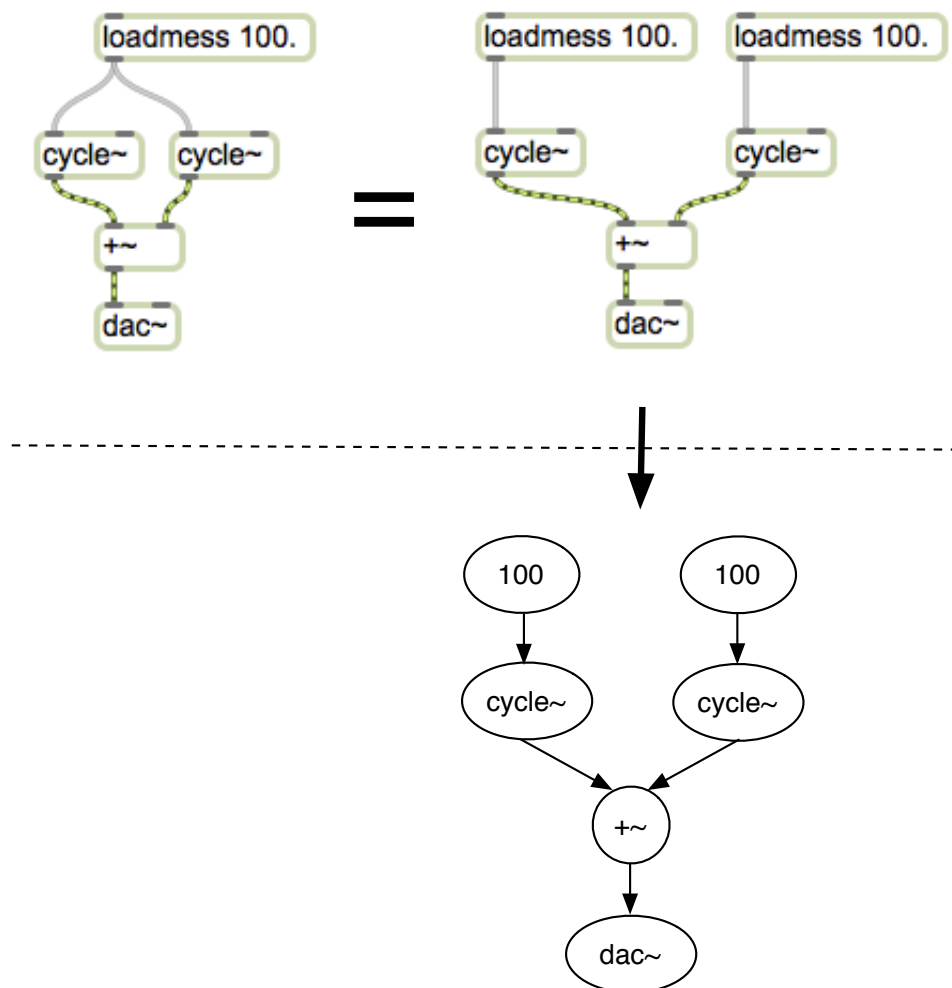 loadmess 100.
cycle~ cycle~
+~
dac~
=
loadmess 100. loadmess 100.
cycle~ cycle~
+~
dac~
100 100
cycle~ cycle~
+~
dac~